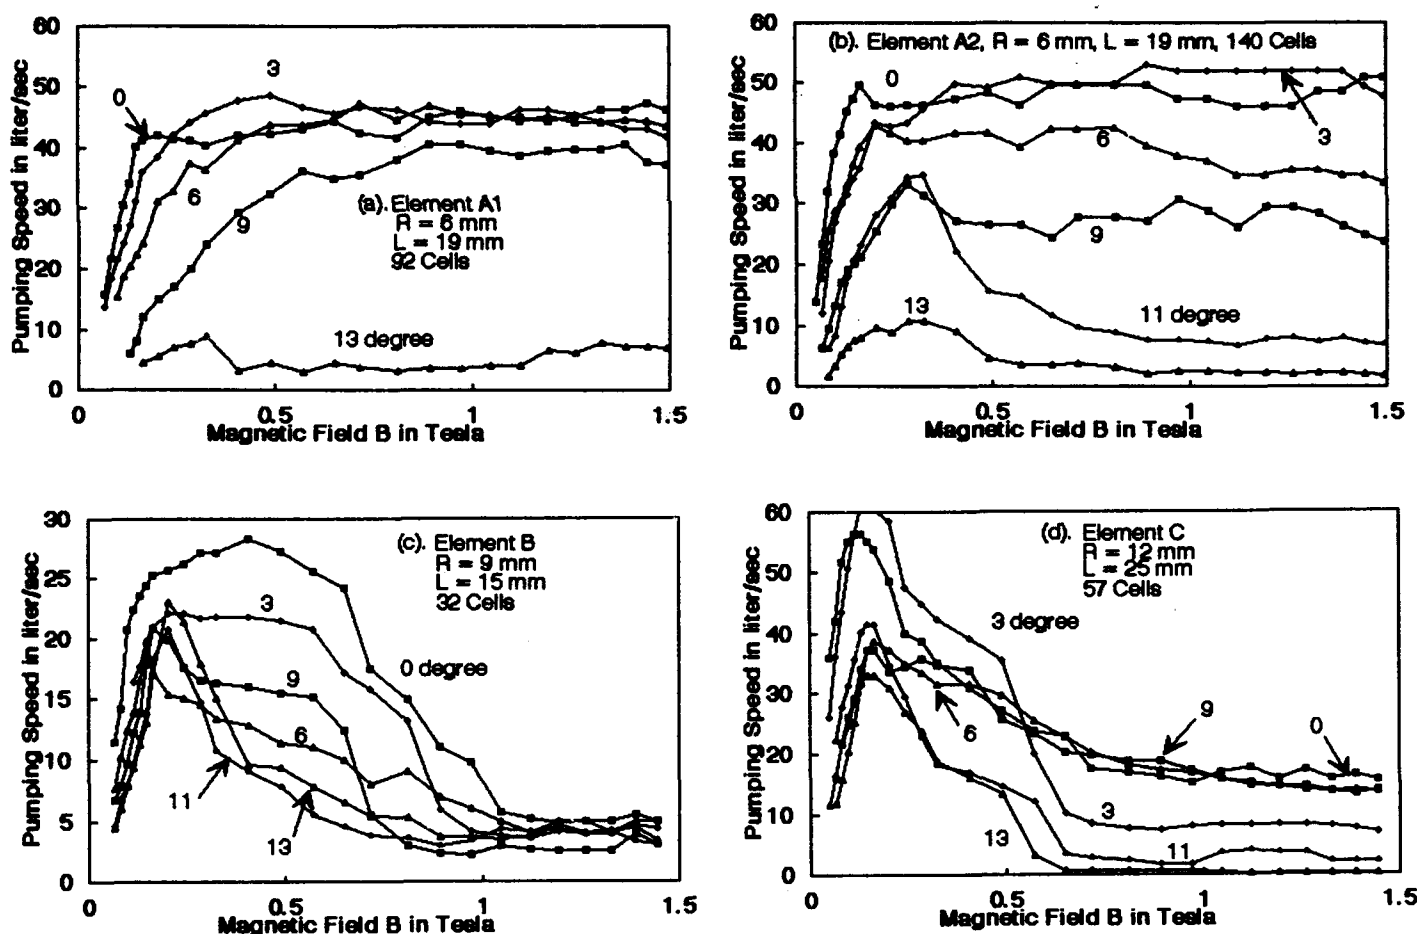 Pumping Speed in liter/sec
60
50
40
30
20
10
0
0
3
6
9
(a). Element A1
R = 6 mm
L = 19 mm
92 Cells
13 degree
0
0.5
1
1.5
Magnetic Field B in Tesla
Pumping Speed in liter/sec
60
50
40
30
20
10
0
(b). Element A2, R = 6 mm, L = 19 mm, 140 Cells
0
3
6
9
11 degree
13
0
0.5
1
1.5
Magnetic Field B in Tesla
Pumping Speed in liter/sec
30
25
20
15
10
5
0
(c). Element B
R = 9 mm
L = 15 mm
32 Cells
3
0 degree
9
6
11
13
0
0.5
1
1.5
Magnetic Field B in Tesla
Pumping Speed in liter/sec
60
50
40
30
20
10
0
(d). Element C
R = 12 mm
L = 25 mm
57 Cells
3 degree
6
9
0
3
13
11
0
0.5
1
1.5
Magnetic Field B in Tesla